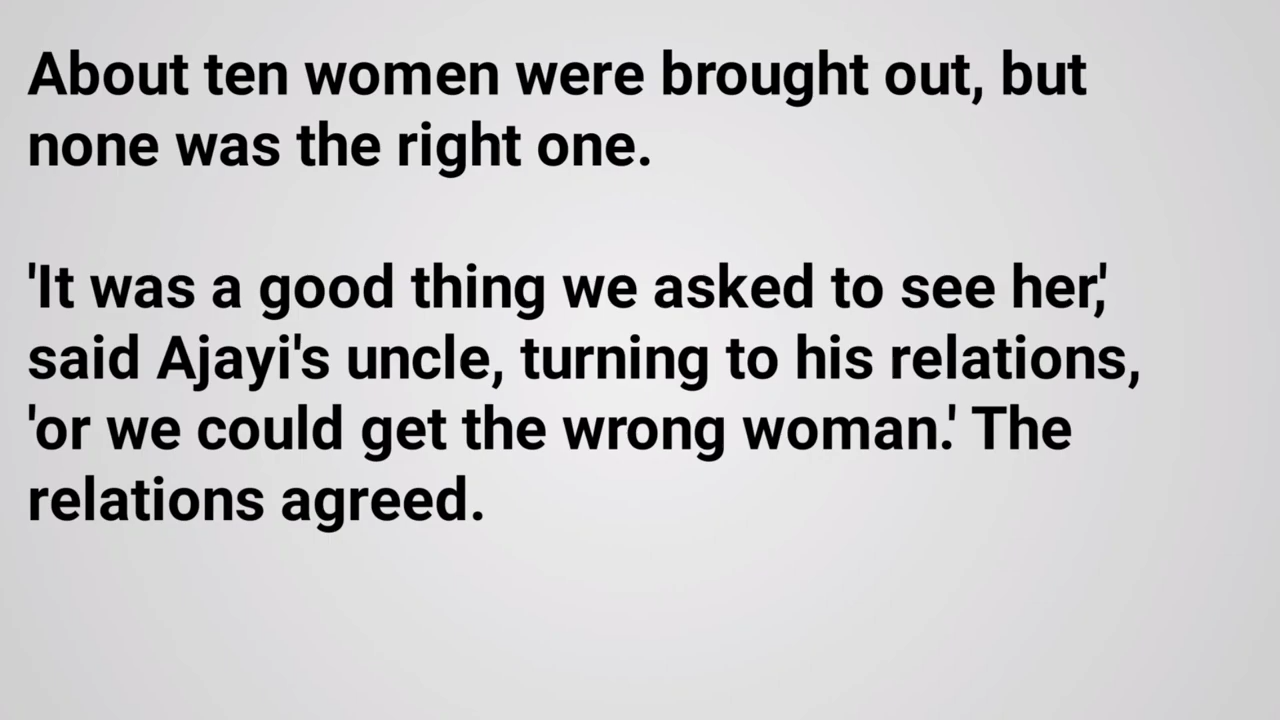 About ten women were brought out, but
none was the right one.
'It was a good thing we asked to see her,'
said Ajayi's uncle, turning to his relations,
'or we could get the wrong woman.' The
relations agreed.